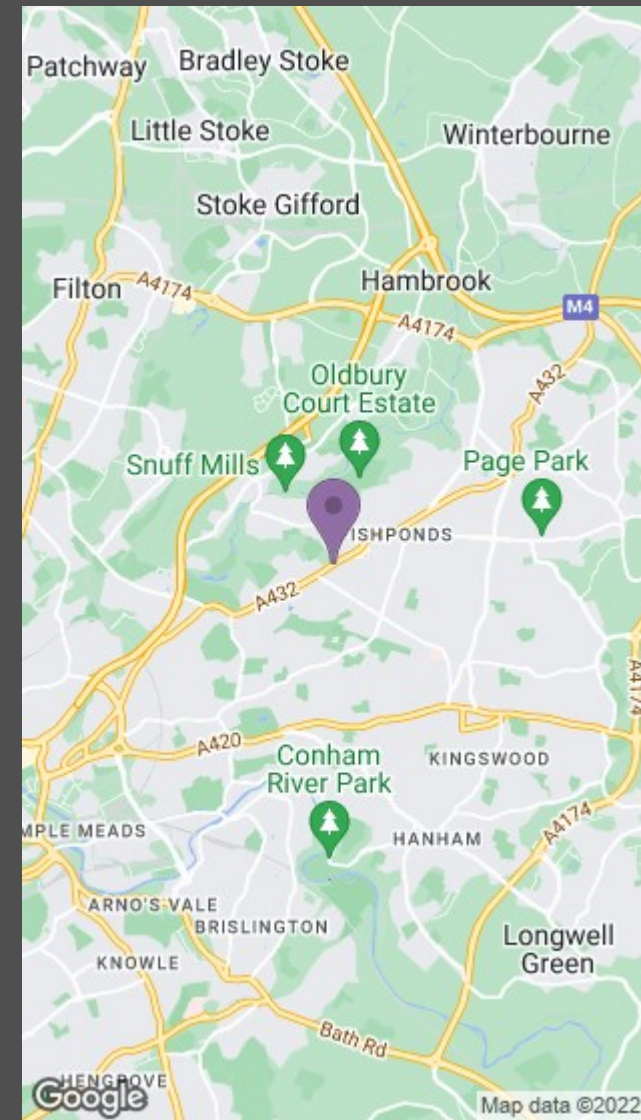 Patchway
Bradley Stoke
Little Stoke
Winterbourne
Stoke Gifford
Filton
A4174
Hambrook
M4
A4174
Oldbury
Court Estate
A432
Snuff Mills
Page Park
ISHPONDS
A432
A4174
A420
Conham
River Park
KINGSWOOD
MPLE MEADS
HANHAM
A4174
ARNO'S VALE
BRISLINGTON
Longwell
Green
KNOWLE
Bath Rd
HENGROVE
Google
Map data ©2022